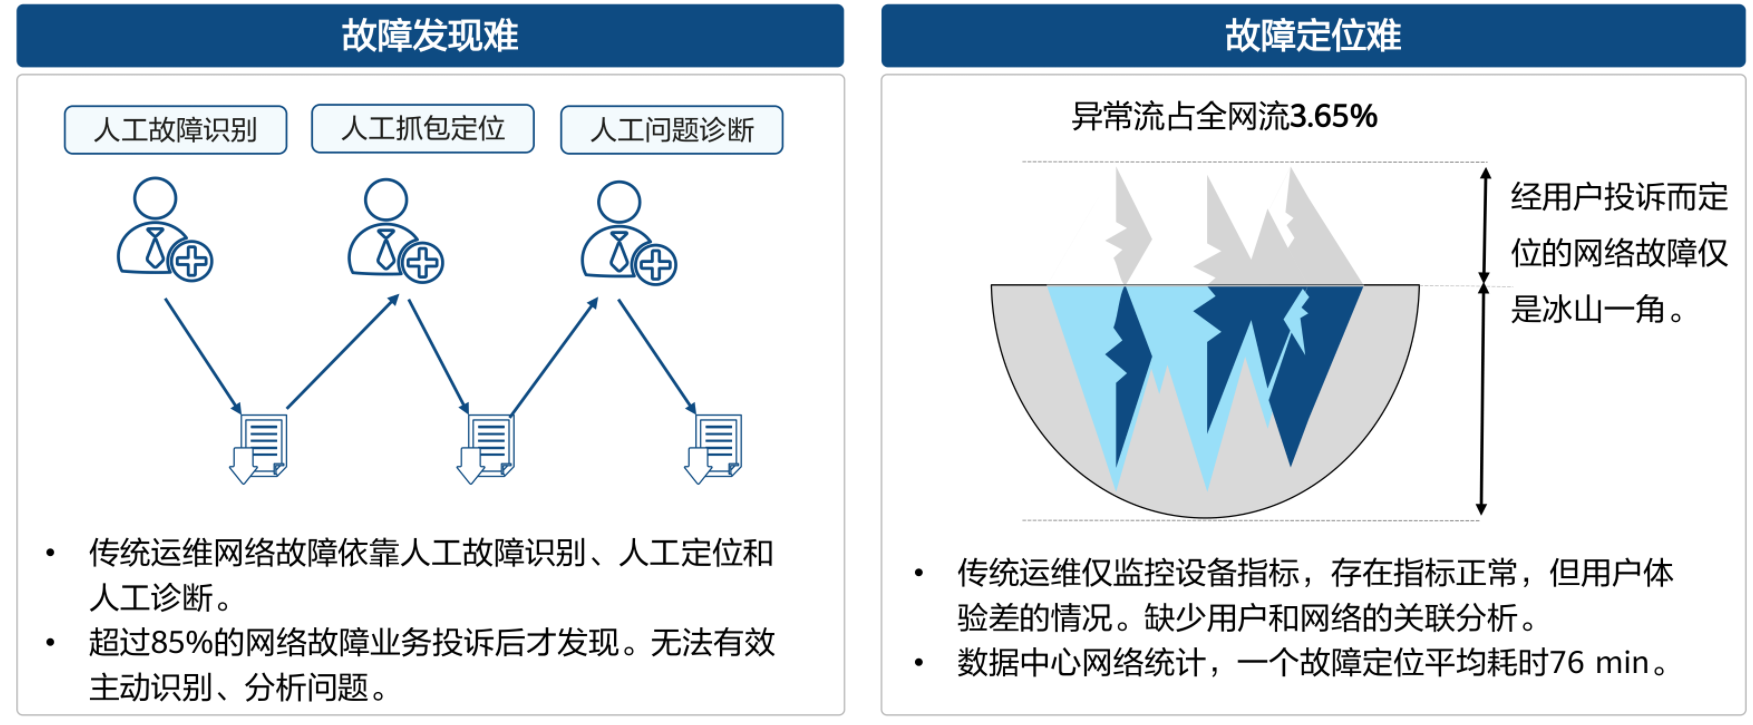 故障发现难
人工故障识别
人工抓包定位
人工问题诊断
• 传统运维网络故障依靠人工故障识别、人工定位和
人工诊断。
• 超过85%的网络故障业务投诉后才发现。无法有效
主动识别、分析问题。
故障定位难
异常流占全网流3.65%
经用户投诉而定
位的网络故障仅
是冰山一角。
• 传统运维仅监控设备指标，存在指标正常，但用户体
验差的情况。缺少用户和网络的关联分析。
• 数据中心网络统计，一个故障定位平均耗时76 min。